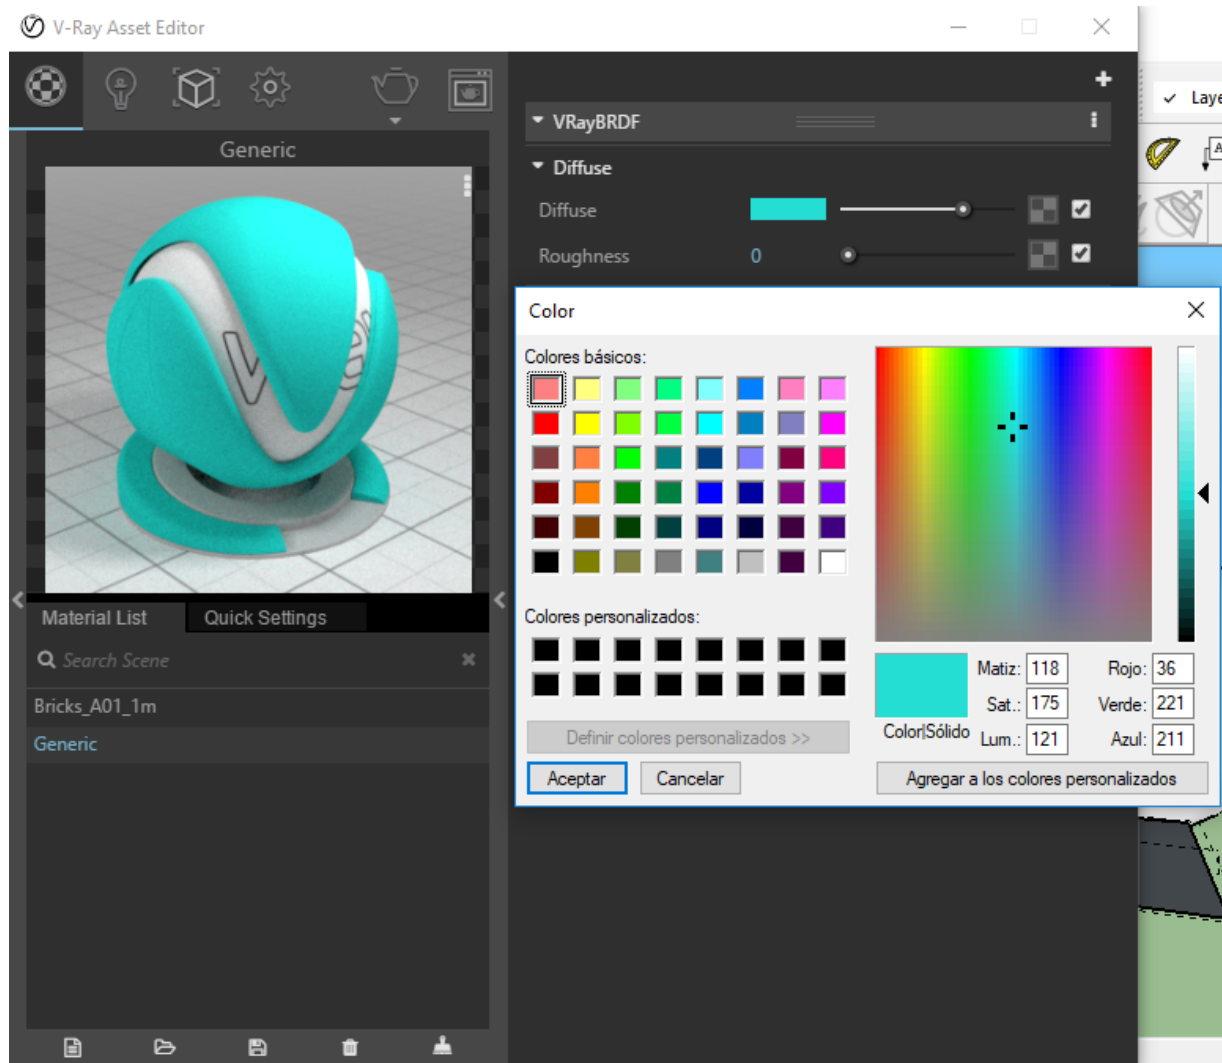 V-Ray Asset Editor
Generic
Material List
Quick Settings
Search Scene
Bricks_A01_1m
Generic
VRayBRDF
Diffuse
Diffuse
Roughness 0
Color
Colores básicos:
Colores personalizados:
Definir colores personalizados >>
Aceptar
Cancelar
Color|Sólido
Matiz: 118
Sat.: 175
Lum.: 121
Rojo: 36
Verde: 221
Azul: 211
Agregar a los colores personalizados
Laye
A